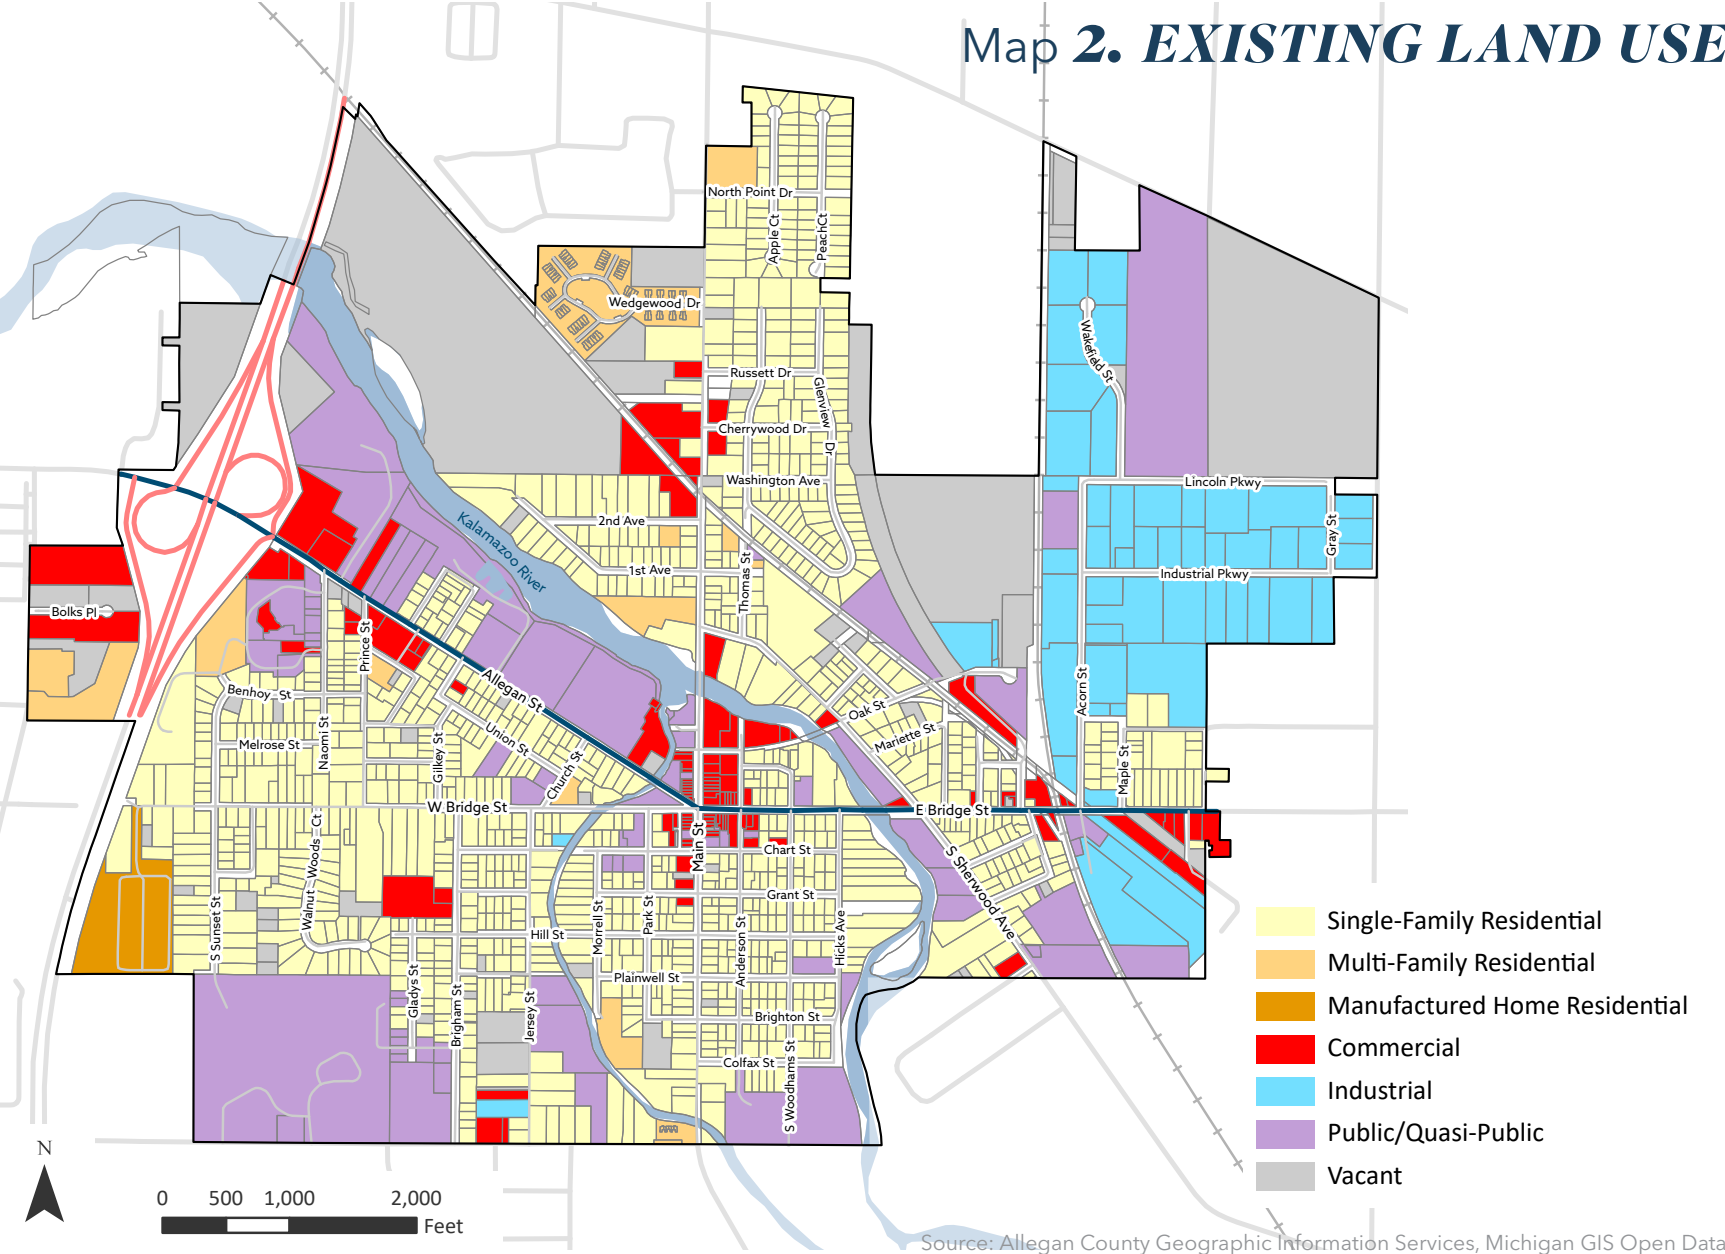 Map 2. EXISTING LAND USE
North Point Dr
Apple Ct
PeachCt
Wedgewood Dr
Wakefield St
Russett Dr
Glenview Dr
Cherrywood Dr
Washington Ave
Lincoln Pkwy
Gray St
2nd Ave
Kalamazoo River
1st Ave
Thomas St
Industrial Pkwy
Bolks Pl
Prince St
Benhoy St
Allegan St
Acorn St
Oak St
Naomi St
Melrose St
Gilkey St
Union St
Church St
Mariette St
Maple St
W Bridge St
E Bridge St
Main St
Chart St
Walnut Woods Ct
S Sunset St
Grant St
S Sherwood Ave
Morrell St
Park St
Hill St
Anderson St
Hicks Ave
Plainwell St
Gladys St
Brigham St
Jersey St
Brighton St
Colfax St
S Woodhams St
Single-Family Residential
Multi-Family Residential
Manufactured Home Residential
Commercial
Industrial
Public/Quasi-Public
Vacant
N
0 500 1,000 2,000
Feet
Source: Allegan County Geographic Information Services, Michigan GIS Open Data